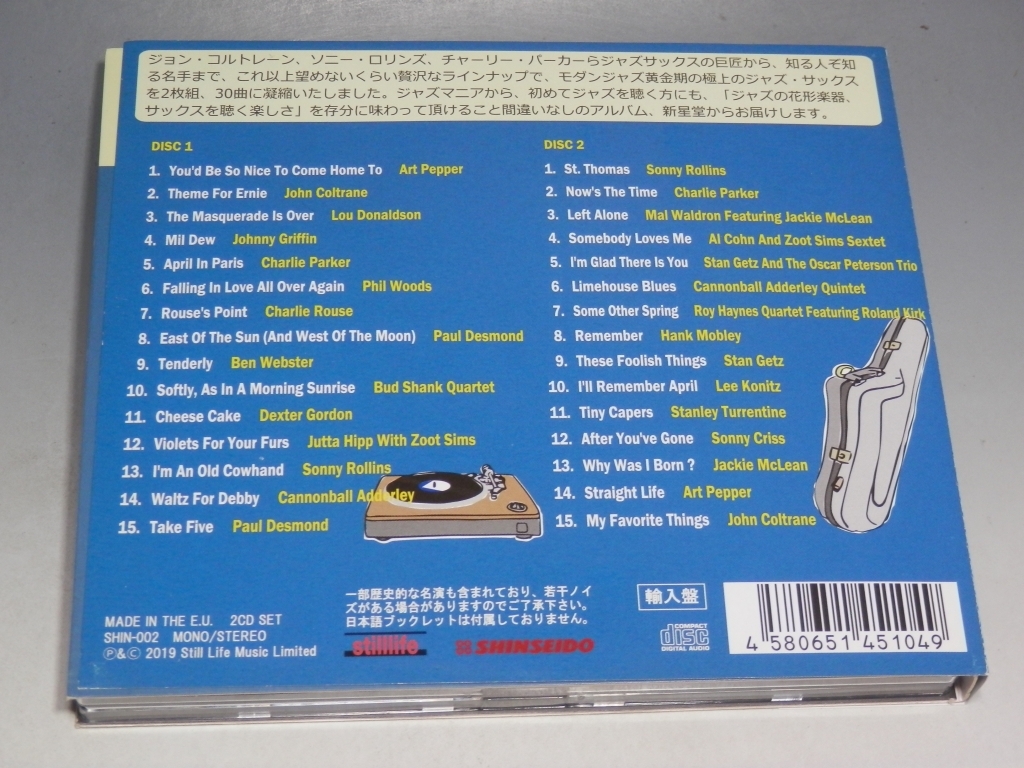 ジョン・コルトレーン、ソニー・ロリンズ、チャーリー・パーカーらジャズサックスの巨匠から、知る人ぞ知
る名手まで、これ以上望めないくらい贅沢なラインナップで、モダンジャズ黄金期の極上のジャズ・サックス
を2枚組、30曲に凝縮いたしました。ジャズマニアから、初めてジャズを聴く方にも、「ジャズの花形楽器、
サックスを聴く楽しさ」を存分に味わって頂けること間違いなしのアルバム、新星堂からお届けします。
DISC 1
1. You'd Be So Nice To Come Home To Art Pepper
2. Theme For Ernie John Coltrane
3. The Masquerade Is Over Lou Donaldson
4. Mil Dew Johnny Griffin
5. April In Paris Charlie Parker
6. Falling In Love All Over Again Phil Woods
7. Rouse's Point Charlie Rouse
8. East Of The Sun (And West Of The Moon) Paul Desmond
9. Tenderly Ben Webster
10. Softly, As In A Morning Sunrise Bud Shank Quartet
11. Cheese Cake Dexter Gordon
12. Violets For Your Furs Jutta Hipp With Zoot Sims
13. I'm An Old Cowhand Sonny Rollins
14. Waltz For Debby Cannonball Adderley
15. Take Five Paul Desmond
DISC 2
1. St. Thomas Sonny Rollins
2. Now's The Time Charlie Parker
3. Left Alone Mal Waldron Featuring Jackie McLean
4. Somebody Loves Me Al Cohn And Zoot Sims Sextet
5. I'm Glad There Is You Stan Getz And The Oscar Peterson Trio
6. Limehouse Blues Cannonball Adderley Quintet
7. Some Other Spring Roy Haynes Quartet Featuring Roland Kirk
8. Remember Hank Mobley
9. These Foolish Things Stan Getz
10. I'll Remember April Lee Konitz
11. Tiny Capers Stanley Turrentine
12. After You've Gone Sonny Criss
13. Why Was I Born ? Jackie McLean
14. Straight Life Art Pepper
15. My Favorite Things John Coltrane
MADE IN THE E.U. 2CD SET
SHIN-002 MONO/STEREO
℗&© 2019 Still Life Music Limited
一部歴史的な名演も含まれており、若干ノイ
ズがある場合がありますのでご了承下さい。
日本語ブックレットは付属しておりません。
stilllife
SHINSEIDO
輸入盤
COMPACT
disc
DIGITAL AUDIO
4 580651 451049